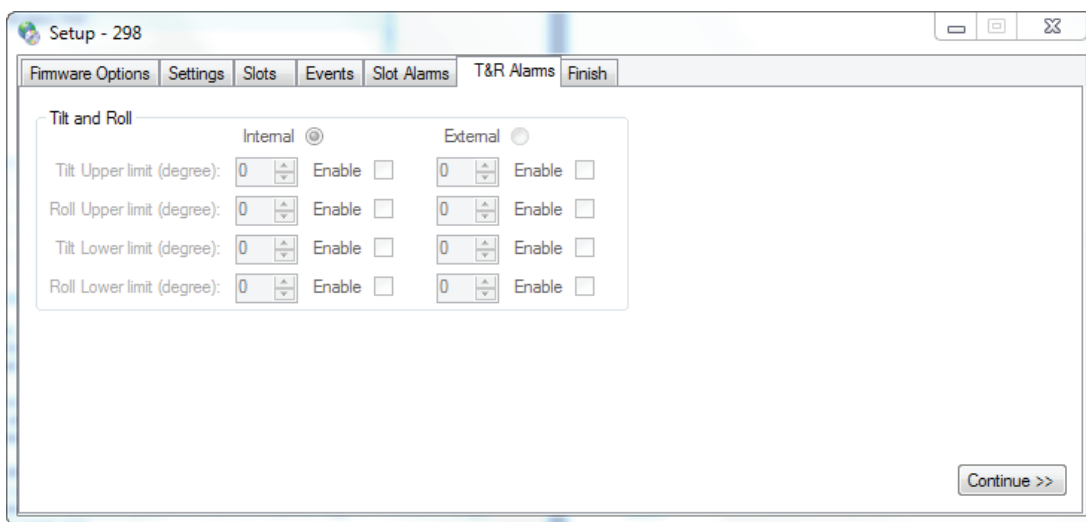 Setup - 298
Firmware Options Settings Slots Events Slot Alarms T&R Alarms Finish
Tilt and Roll
Internal External
Tilt Upper limit (degree): 0 Enable 0 Enable
Roll Upper limit (degree): 0 Enable 0 Enable
Tilt Lower limit (degree): 0 Enable 0 Enable
Roll Lower limit (degree): 0 Enable 0 Enable
Continue >>